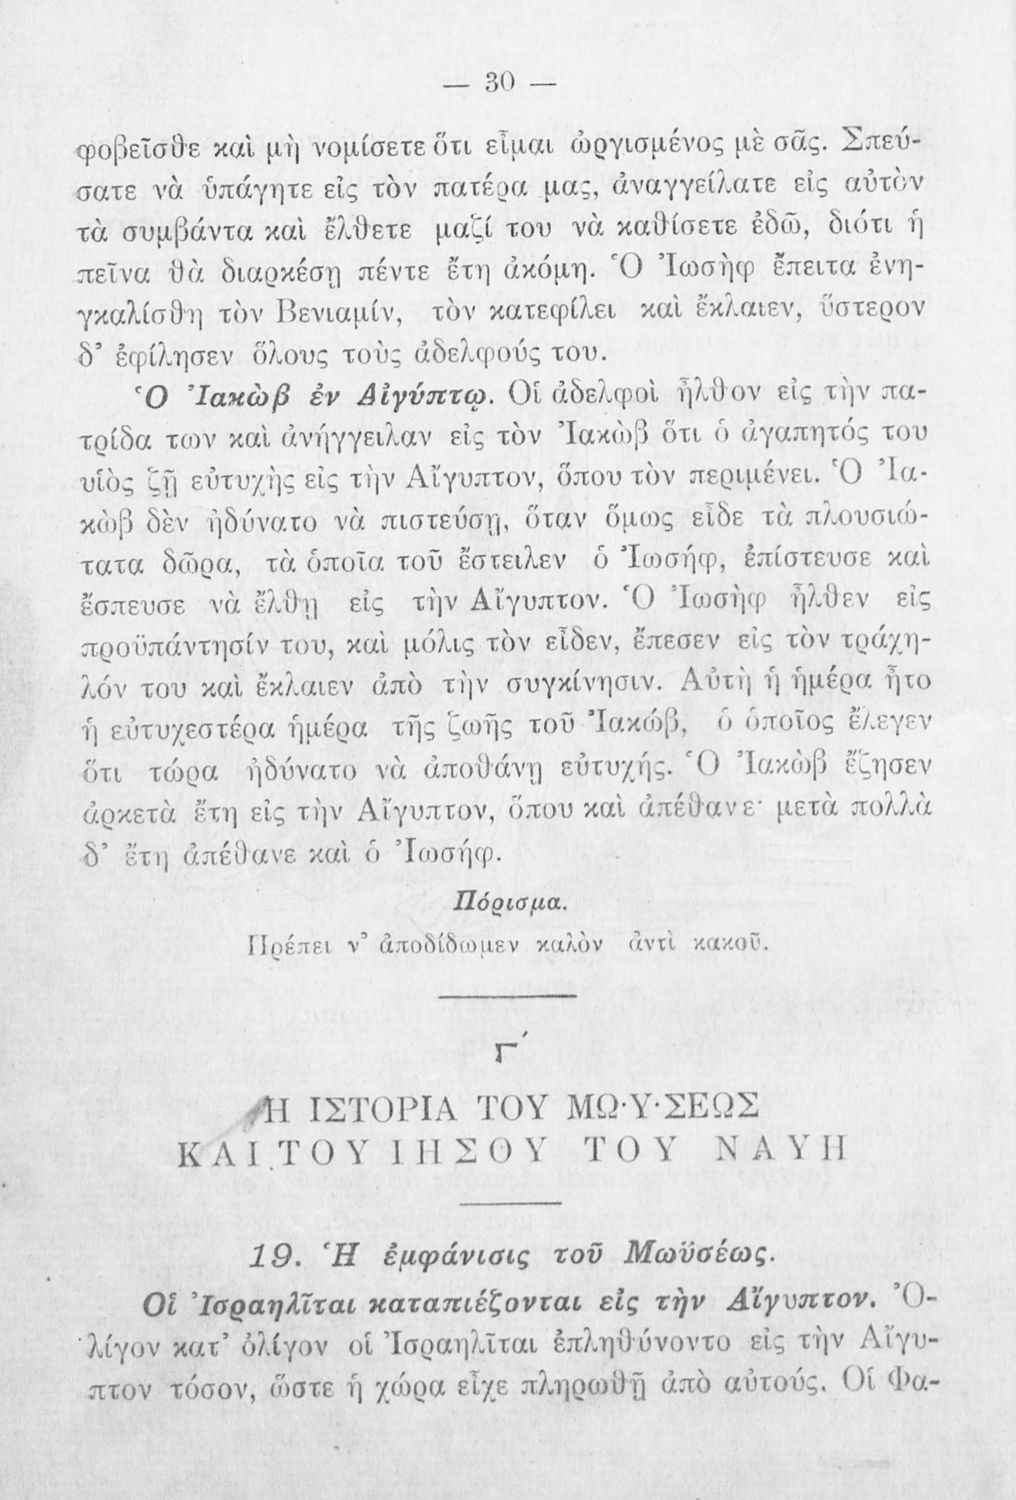 — 30 —
φοβεῖσθε καὶ μὴ νομίσετε ὅτι εἶμαι ὠργισμένος μὲ σᾶς. Σπεύ-
σατε νὰ ὑπάγητε εἰς τὸν πατέρα μας, ἀναγγείλατε εἰς αὐτὸν
τὰ συμβάντα καὶ ἔλθετε μαζί του νὰ καθίσετε ἐδῶ, διότι ἡ
πεῖνα θὰ διαρκέσῃ πέντε ἔτη ἀκόμη. Ὁ Ἰωσὴφ ἔπειτα ἐνη-
γκαλίσθη τὸν Βενιαμίν, τὸν κατεφίλει καὶ ἔκλαιεν, ὕστερον
δ’ ἐφίλησεν ὅλους τοὺς ἀδελφούς του.
Ὁ Ἰακὼβ ἐν Αἰγύπτῳ. Οἱ ἀδελφοὶ ἦλθον εἰς τὴν πα-
τρίδα των καὶ ἀνήγγειλαν εἰς τὸν Ἰακὼβ ὅτι ὁ ἀγαπητός του
υἱὸς ζῇ εὐτυχὴς εἰς τὴν Αἴγυπτον, ὅπου τὸν περιμένει. Ὁ Ἰα-
κὼβ δὲν ἠδύνατο νὰ πιστεύσῃ, ὅταν ὅμως εἶδε τὰ πλουσιώ-
τατα δῶρα, τὰ ὁποῖα τοῦ ἔστειλεν ὁ Ἰωσήφ, ἐπίστευσε καὶ
ἔσπευσε νὰ ἔλθῃ εἰς τὴν Αἴγυπτον. Ὁ Ἰωσὴφ ἦλθεν εἰς
προϋπάντησίν του, καὶ μόλις τὸν εἶδεν, ἔπεσεν εἰς τὸν τράχη-
λόν του καὶ ἔκλαιεν ἀπὸ τὴν συγκίνησιν. Αὐτὴ ἡ ἡμέρα ἦτο
ἡ εὐτυχεστέρα ἡμέρα τῆς ζωῆς τοῦ Ἰακώβ, ὁ ὁποῖος ἔλεγεν
ὅτι τώρα ἠδύνατο νὰ ἀποθάνῃ εὐτυχής. Ὁ Ἰακὼβ ἔζησεν
ἀρκετὰ ἔτη εἰς τὴν Αἴγυπτον, ὅπου καὶ ἀπέθανε· μετὰ πολλὰ
δ’ ἔτη ἀπέθανε καὶ ὁ Ἰωσήφ.
Πόρισμα.
Πρέπει ν’ ἀποδίδωμεν καλὸν ἀντὶ κακοῦ.
Γ΄
Η ΙΣΤΟΡΙΑ ΤΟΥ ΜΩ·Υ·ΣΕΩΣ
ΚΑΙ ΤΟΥ ΙΗΣΟΥ ΤΟΥ ΝΑΥΗ
19. Ἡ ἐμφάνισις τοῦ Μωϋσέως.
Οἱ Ἰσραηλῖται καταπιέζονται εἰς τὴν Αἴγυπτον. Ὀ-
λίγον κατ’ ὀλίγον οἱ Ἰσραηλῖται ἐπληθύνοντο εἰς τὴν Αἴγυ-
πτον τόσον, ὥστε ἡ χώρα εἶχε πληρωθῆ ἀπὸ αὐτούς. Οἱ Φα-